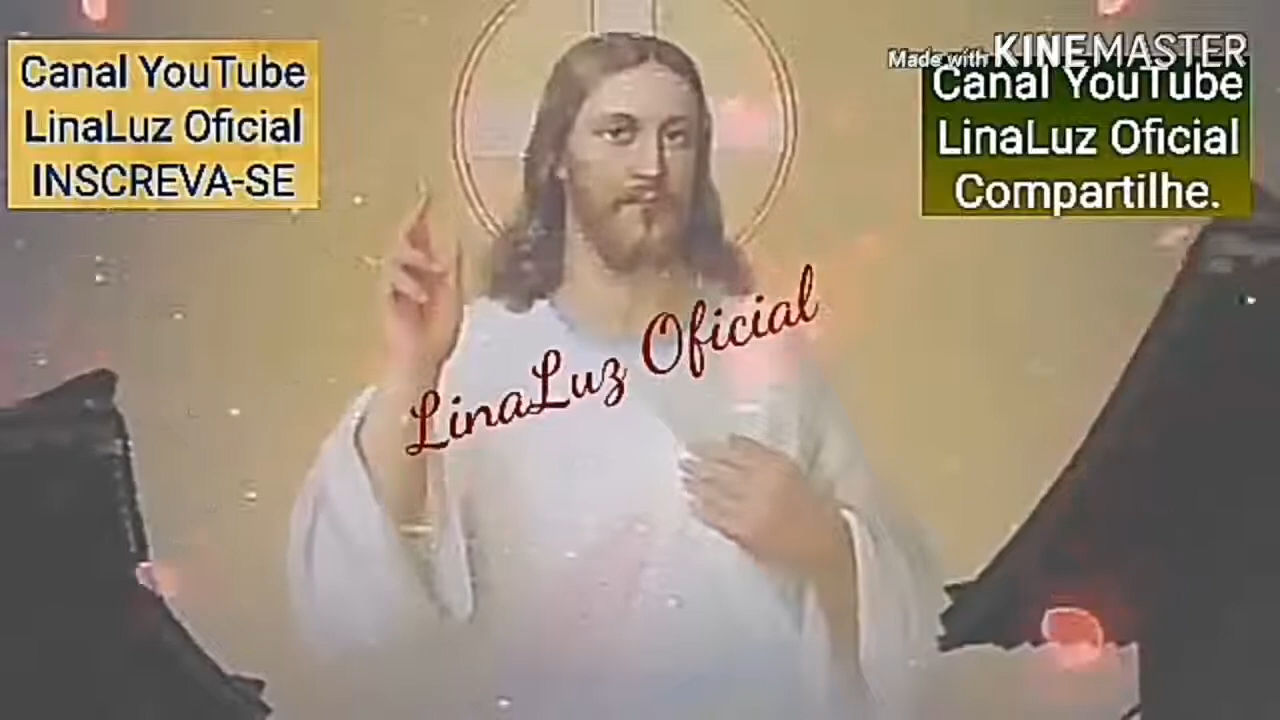 Canal YouTube
LinaLuz Oficial
INSCREVA-SE
Made with KINEMASTER
Canal YouTube
LinaLuz Oficial
Compartilhe.
LinaLuz Oficial